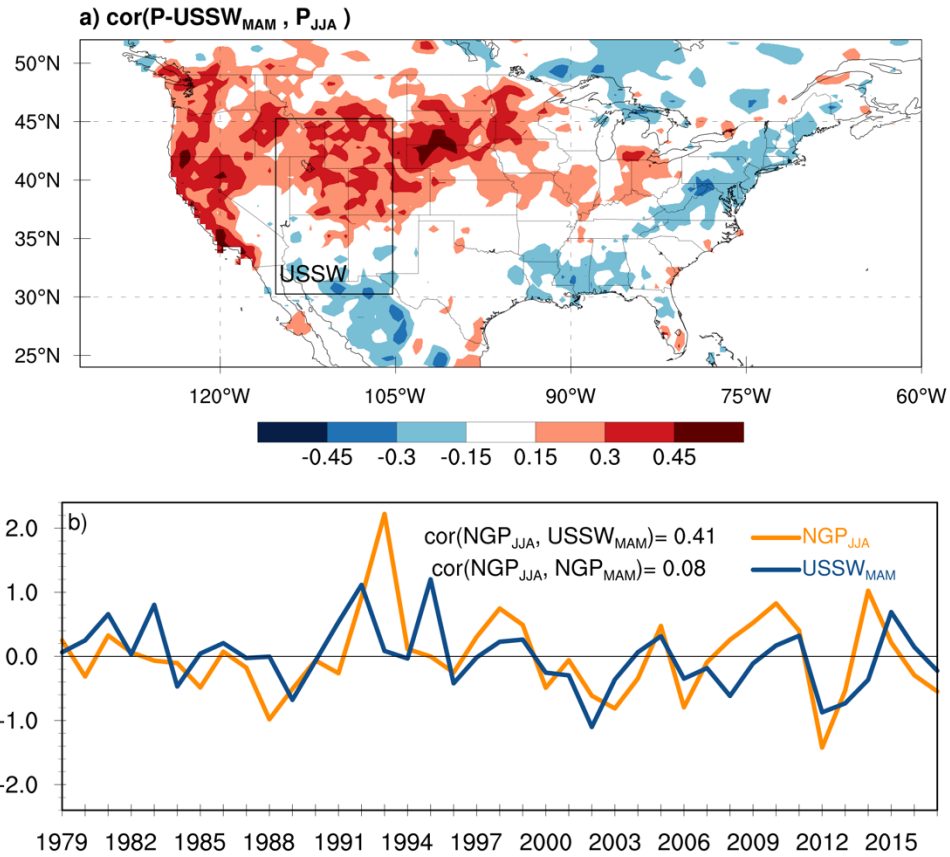 a) cor(P-USSWMAM , PJJA )
50°N
45°N
40°N
35°N
30°N
25°N
USSW
120°W 105°W 90°W 75°W 60°W
-0.45 -0.3 -0.15 0.15 0.3 0.45
b)
cor(NGPJJA, USSWMAM)= 0.41
cor(NGPJJA, NGPMAM)= 0.08
NGPJJA
USSWMAM
2.0
1.0
0.0
-1.0
-2.0
1979 1982 1985 1988 1991 1994 1997 2000 2003 2006 2009 2012 2015